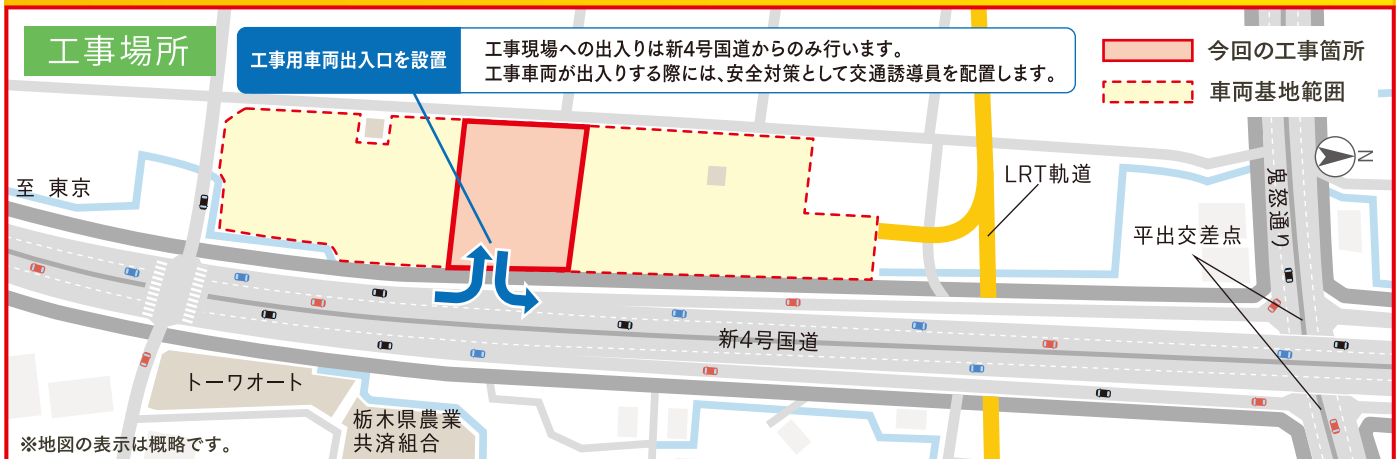 工事場所
工事用車両出入口を設置
工事現場への出入りは新4号国道からのみ行います。
工事車両が出入りする際には、安全対策として交通誘導員を配置します。
今回の工事箇所
車両基地範囲
N
至 東京
LRT軌道
鬼怒通り
平出交差点
新4号国道
トーワオート
栃木県農業
共済組合
※地図の表示は概略です。